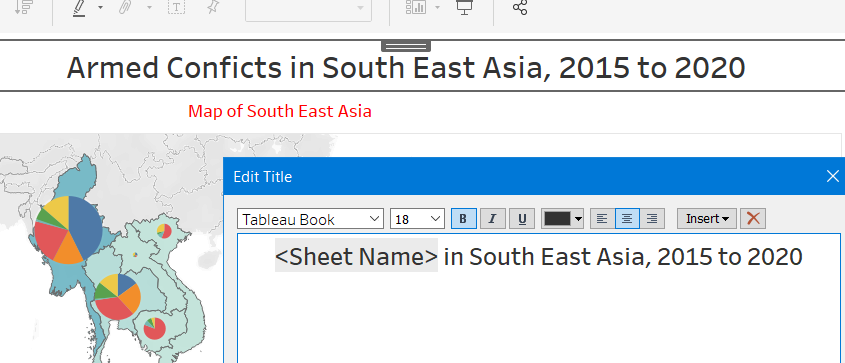 Armed Conficts in South East Asia, 2015 to 2020
Map of South East Asia
Edit Title
Tableau Book 18 B I U Insert
<Sheet Name> in South East Asia, 2015 to 2020